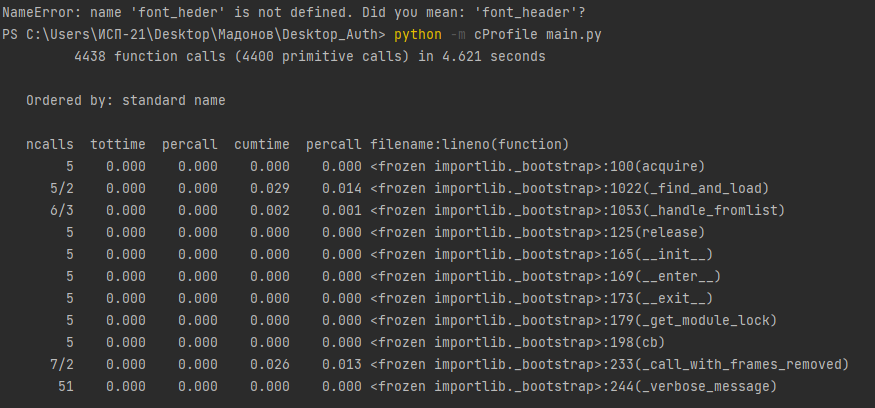 NameError: name 'font_heder' is not defined. Did you mean: 'font_header'?
PS C:\Users\ИСП-21\Desktop\Мадонов\Desktop_Auth> python -m cProfile main.py
         4438 function calls (4400 primitive calls) in 4.621 seconds
   Ordered by: standard name
   ncalls  tottime  percall  cumtime  percall filename:lineno(function)
        5    0.000    0.000    0.000    0.000 <frozen importlib._bootstrap>:100(acquire)
      5/2    0.000    0.000    0.029    0.014 <frozen importlib._bootstrap>:1022(_find_and_load)
      6/3    0.000    0.000    0.002    0.001 <frozen importlib._bootstrap>:1053(_handle_fromlist)
        5    0.000    0.000    0.000    0.000 <frozen importlib._bootstrap>:125(release)
        5    0.000    0.000    0.000    0.000 <frozen importlib._bootstrap>:165(__init__)
        5    0.000    0.000    0.000    0.000 <frozen importlib._bootstrap>:169(__enter__)
        5    0.000    0.000    0.000    0.000 <frozen importlib._bootstrap>:173(__exit__)
        5    0.000    0.000    0.000    0.000 <frozen importlib._bootstrap>:179(_get_module_lock)
        5    0.000    0.000    0.000    0.000 <frozen importlib._bootstrap>:198(cb)
      7/2    0.000    0.000    0.026    0.013 <frozen importlib._bootstrap>:233(_call_with_frames_removed)
       51    0.000    0.000    0.000    0.000 <frozen importlib._bootstrap>:244(_verbose_message)